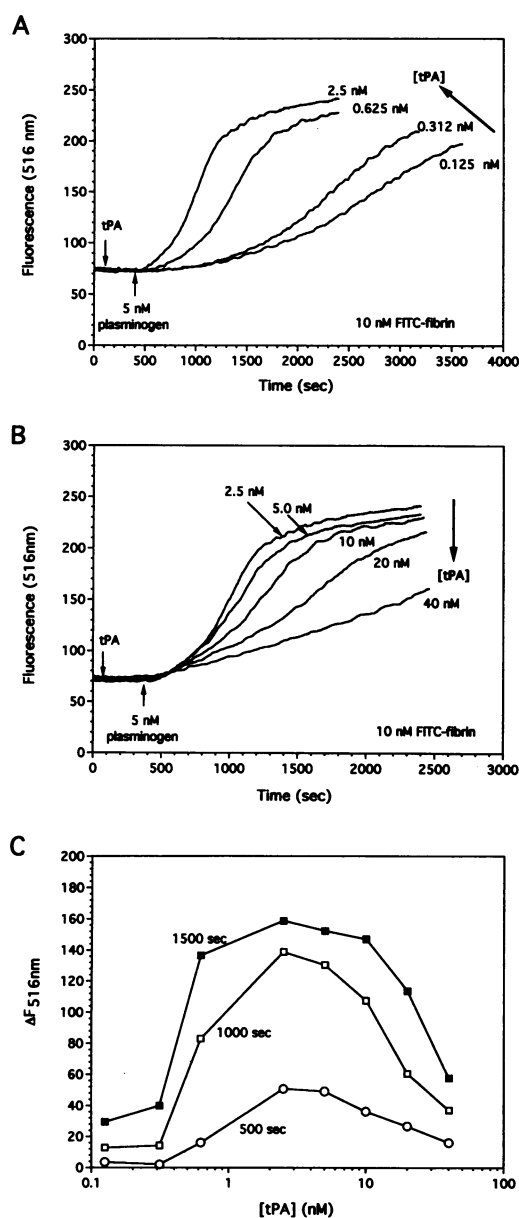 A
300
250
200
150
100
50
0
Fluorescence (516 nm)
2.5 nM
0.625 nM
[tPA]
0.312 nM
0.125 nM
tPA
5 nM
plasminogen
10 nM FITC-fibrin
0 500 1000 1500 2000 2500 3000 3500 4000
Time (sec)
B
300
250
200
150
100
50
0
Fluorescence (516nm)
2.5 nM
5.0 nM
10 nM
20 nM
[tPA]
40 nM
tPA
5 nM
plasminogen
10 nM FITC-fibrin
0 500 1000 1500 2000 2500 3000
Time (sec)
C
200
180
160
140
120
100
80
60
40
20
0
ΔF516nm
1500 sec
1000 sec
500 sec
0.1 1 10 100
[tPA] (nM)